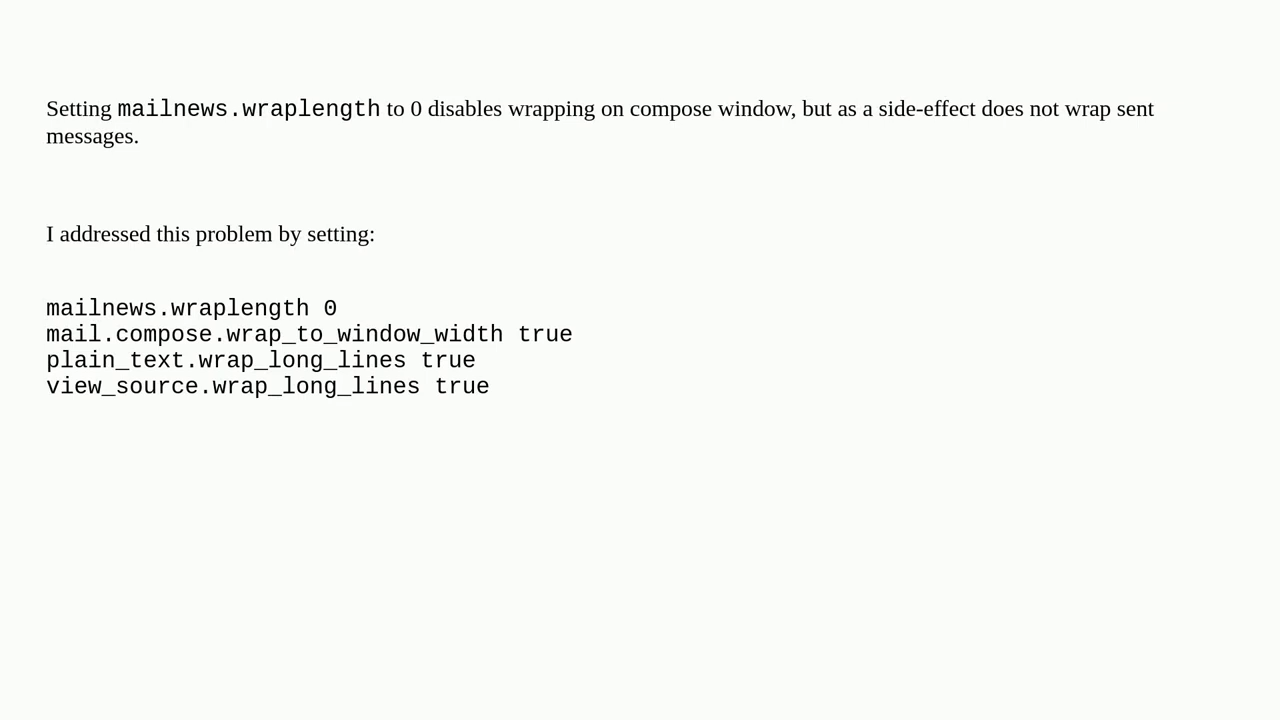 Setting mailnews.wraplength to 0 disables wrapping on compose window, but as a side-effect does not wrap sent
messages.
I addressed this problem by setting:
mailnews.wraplength 0
mail.compose.wrap_to_window_width true
plain_text.wrap_long_lines true
view_source.wrap_long_lines true